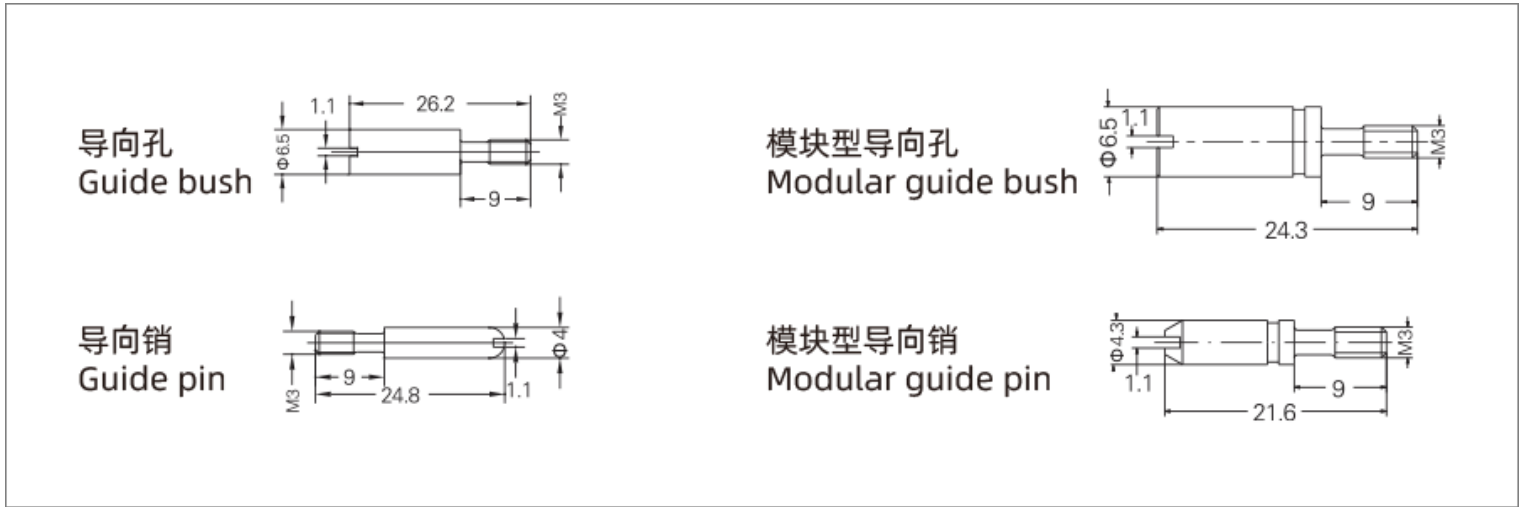 导向孔
Guide bush
1.1
26.2
M3
Φ6.5
9
模块型导向孔
Modular guide bush
1.1
Φ6.5
M3
9
24.3
导向销
Guide pin
M3
9
24.8
1.1
Φ4
模块型导向销
Modular guide pin
Φ4.3
1.1
M3
9
21.6